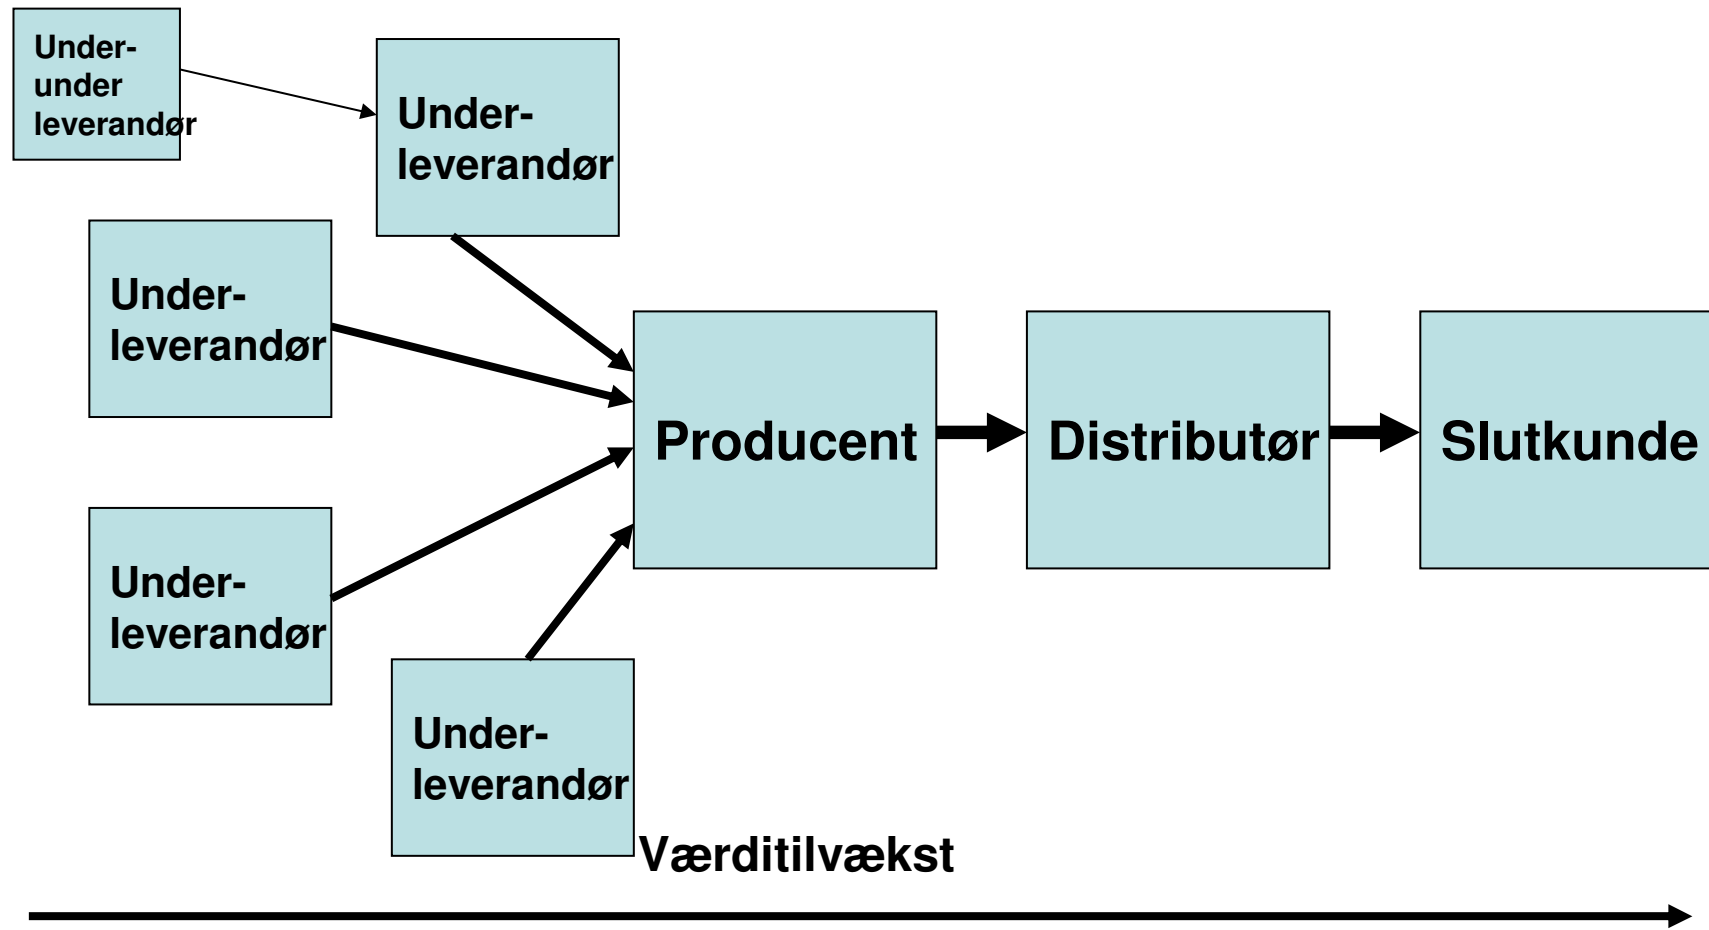 Under-
under
leverandør
Under-
leverandør
Under-
leverandør
Producent
Distributør
Slutkunde
Under-
leverandør
Under-
leverandør
Værditilvækst